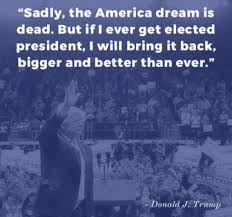 “Sadly, the America dream is
dead. But if I ever get elected
president, I will bring it back,
bigger and better than ever.”
- Donald J. Trump